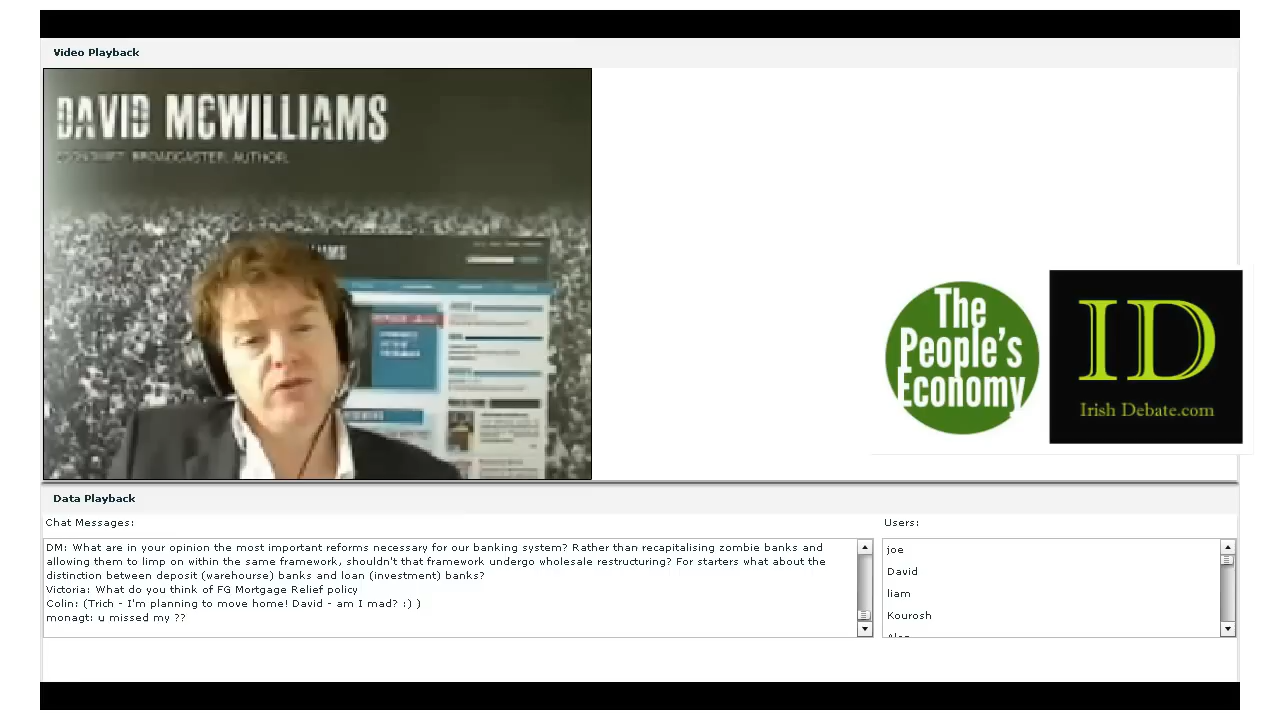 Video Playback
DAVID MCWILLIAMS
ECONOMIST. BROADCASTER. AUTHOR.
The
People's
Economy
ID
Irish Debate.com
Data Playback
Chat Messages:
Users:
DM: What are in your opinion the most important reforms necessary for our banking system? Rather than recapitalising zombie banks and
allowing them to limp on within the same framework, shouldn't that framework undergo wholesale restructuring? For starters what about the
distinction between deposit (warehourse) banks and loan (investment) banks?
Victoria: What do you think of FG Mortgage Relief policy
Colin: (Trich - I'm planning to move home! David - am I mad? :) )
monagt: u missed my ??
joe
David
liam
Kourosh